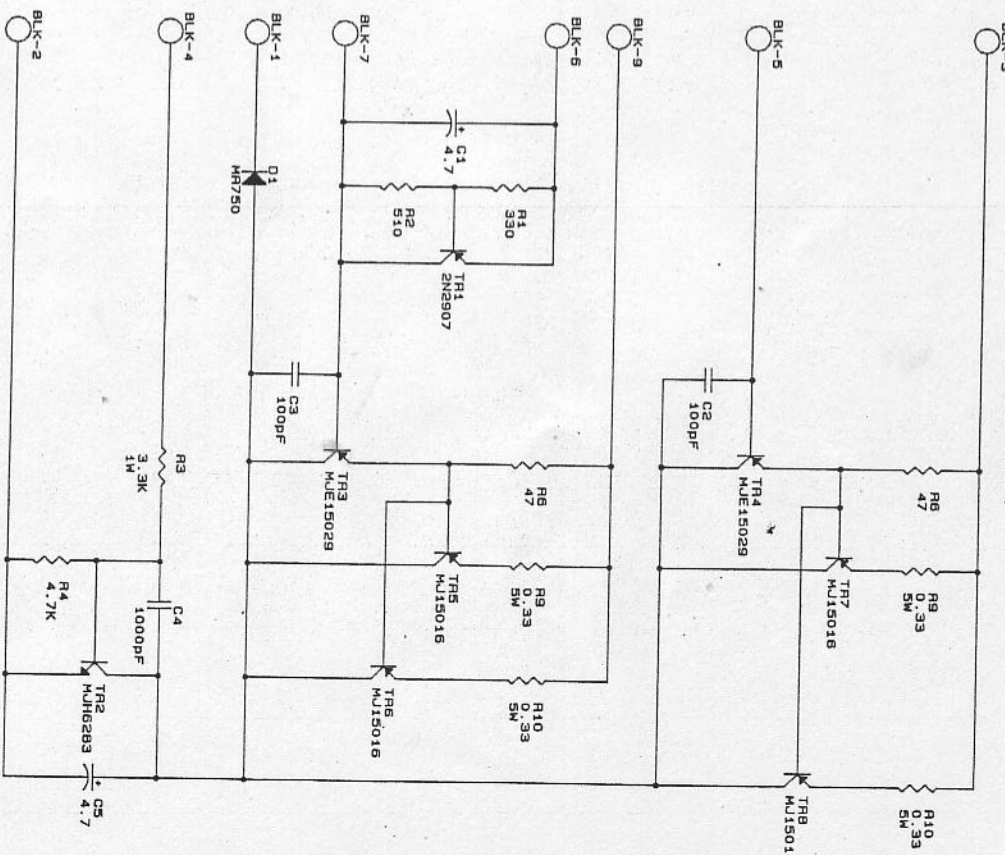 BLK-5
C2
100pF
TR4
MJE15029
R6
47
TR7
MJ15016
R9
0.33
5W
TR8
MJ1501
R10
0.33
5W
BLK-9
BLK-6
BLK-7
C1
+
4.7
R1
330
R2
510
TR1
2N2907
BLK-1
D1
MR750
C3
100pF
TR3
MJE15029
R6
47
TR5
MJ15016
R9
0.33
5W
TR6
MJ15016
R10
0.33
5W
BLK-4
R3
3.3K
1W
C4
1000pF
BLK-2
R4
4.7K
TR2
MJH6283
+
C5
4.7